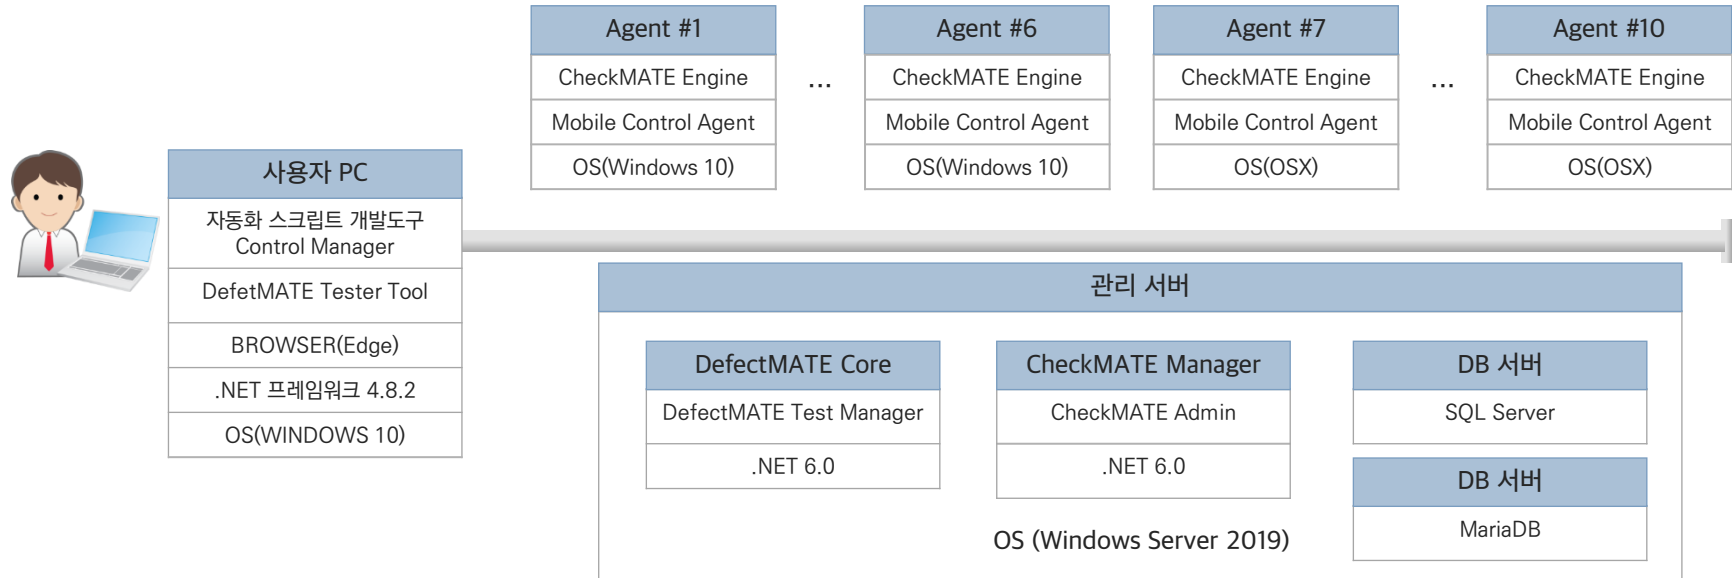 Agent #1
CheckMATE Engine
Mobile Control Agent
OS(Windows 10)
...
Agent #6
CheckMATE Engine
Mobile Control Agent
OS(Windows 10)
Agent #7
CheckMATE Engine
Mobile Control Agent
OS(OSX)
...
Agent #10
CheckMATE Engine
Mobile Control Agent
OS(OSX)
사용자 PC
자동화 스크립트 개발도구
Control Manager
DefetMATE Tester Tool
BROWSER(Edge)
.NET 프레임워크 4.8.2
OS(WINDOWS 10)
관리 서버
DefectMATE Core
DefectMATE Test Manager
.NET 6.0
CheckMATE Manager
CheckMATE Admin
.NET 6.0
DB 서버
SQL Server
DB 서버
MariaDB
OS (Windows Server 2019)